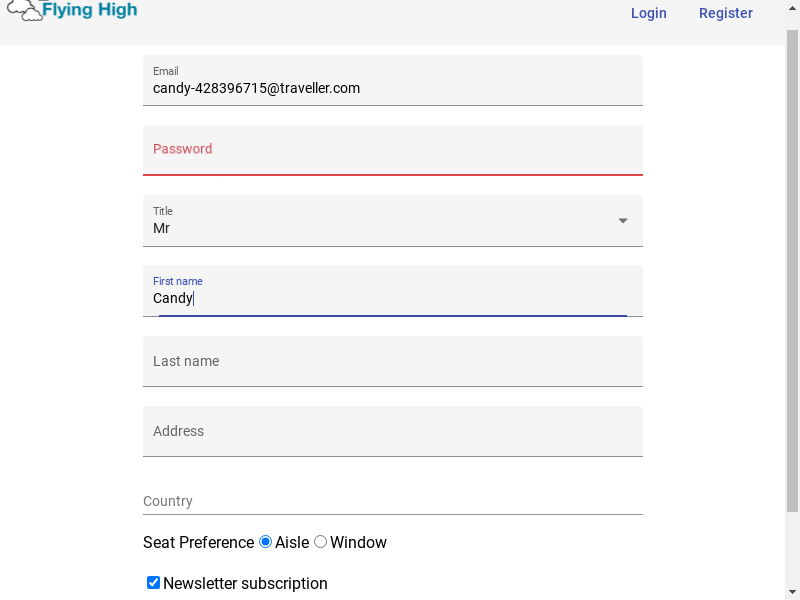 Flying High
Login Register
Email
candy-428396715@traveller.com
Password
Title
Mr
First name
Candy
Last name
Address
Country
Seat Preference Aisle Window
Newsletter subscription